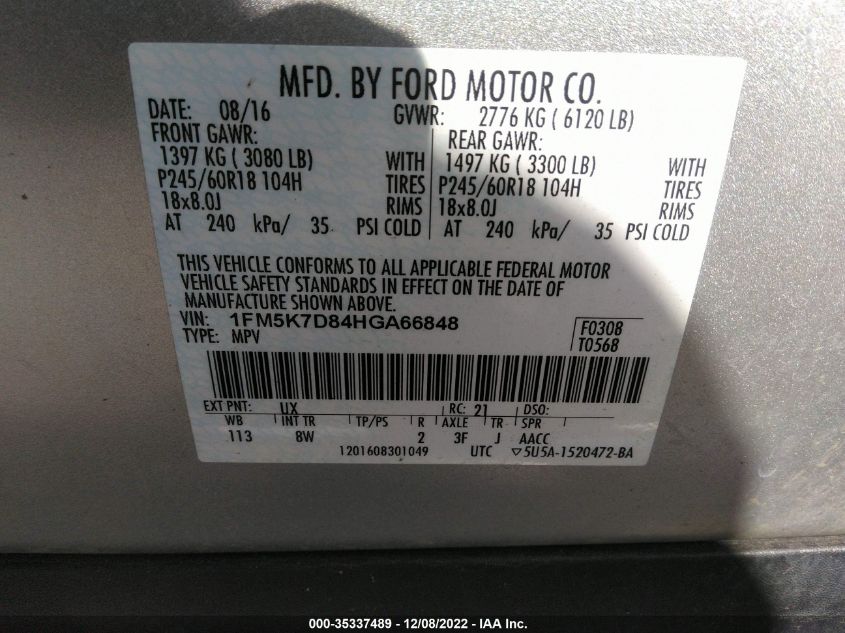 MFD. BY FORD MOTOR CO.
DATE: 08/16 GVWR: 2776 KG ( 6120 LB)
FRONT GAWR: REAR GAWR:
1397 KG ( 3080 LB) WITH 1497 KG ( 3300 LB) WITH
P245/60R18 104H TIRES P245/60R18 104H TIRES
18x8.0J RIMS 18x8.0J RIMS
AT 240 kPa/ 35 PSI COLD AT 240 kPa/ 35 PSI COLD
THIS VEHICLE CONFORMS TO ALL APPLICABLE FEDERAL MOTOR
VEHICLE SAFETY STANDARDS IN EFFECT ON THE DATE OF
MANUFACTURE SHOWN ABOVE.
VIN: 1FM5K7D84HGA66848 F0308
TYPE: MPV T0568
EXT PNT: UX RC: 21 DSO:
WB INT TR TP/PS R AXLE TR SPR
113 8W 2 3F J AACC
1201608301049 UTC ▽5U5A-1520472-BA
000-35337489 - 12/08/2022 - IAA Inc.